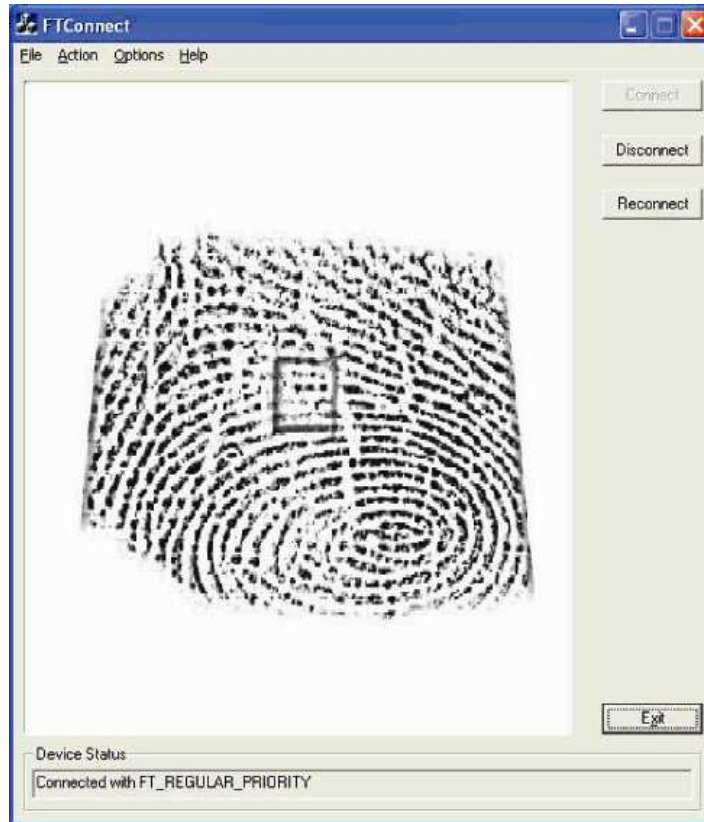 FTConnect
File Action Options Help
Connect
Disconnect
Reconnect
Exit
Device Status
Connected with FT_REGULAR_PRIORITY